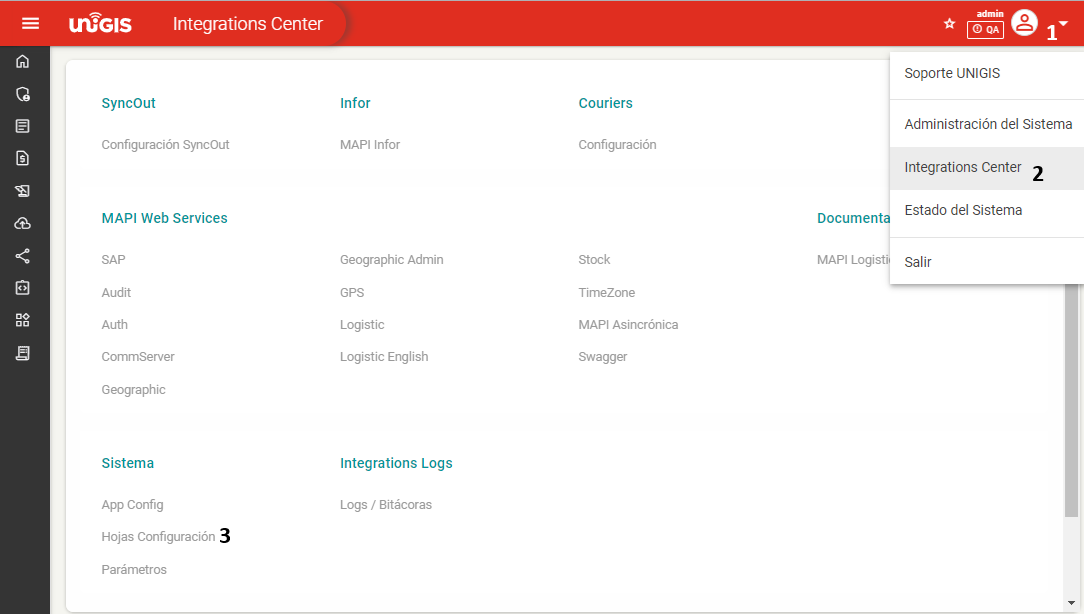 UNIGIS
Integrations Center
admin
QA
1
Soporte UNIGIS
Administración del Sistema
Integrations Center 2
Estado del Sistema
Salir
SyncOut
Configuración SyncOut
Infor
MAPI Infor
Couriers
Configuración
MAPI Web Services
SAP
Audit
Auth
CommServer
Geographic
Geographic Admin
GPS
Logistic
Logistic English
Stock
TimeZone
MAPI Asincrónica
Swagger
Documenta
MAPI Logisti
Sistema
App Config
Hojas Configuración 3
Parámetros
Integrations Logs
Logs / Bitácoras